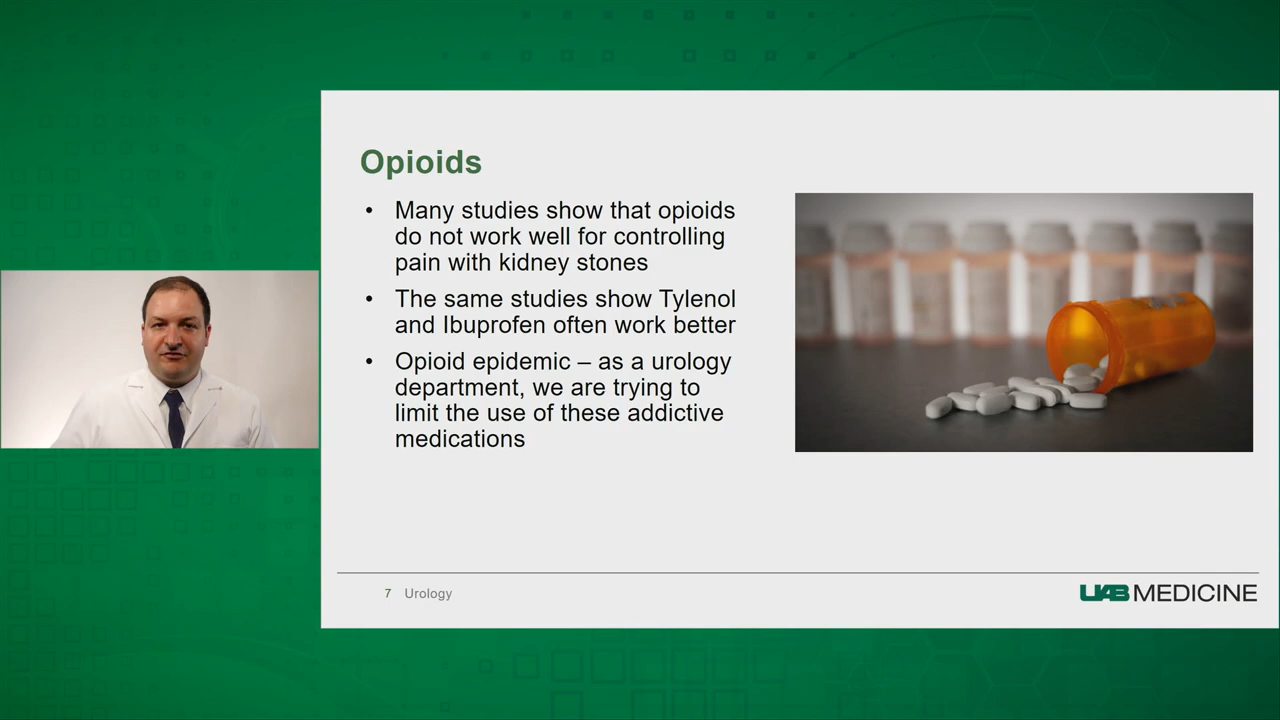 Opioids
• Many studies show that opioids
do not work well for controlling
pain with kidney stones
• The same studies show Tylenol
and Ibuprofen often work better
• Opioid epidemic – as a urology
department, we are trying to
limit the use of these addictive
medications
7 Urology
UAB MEDICINE